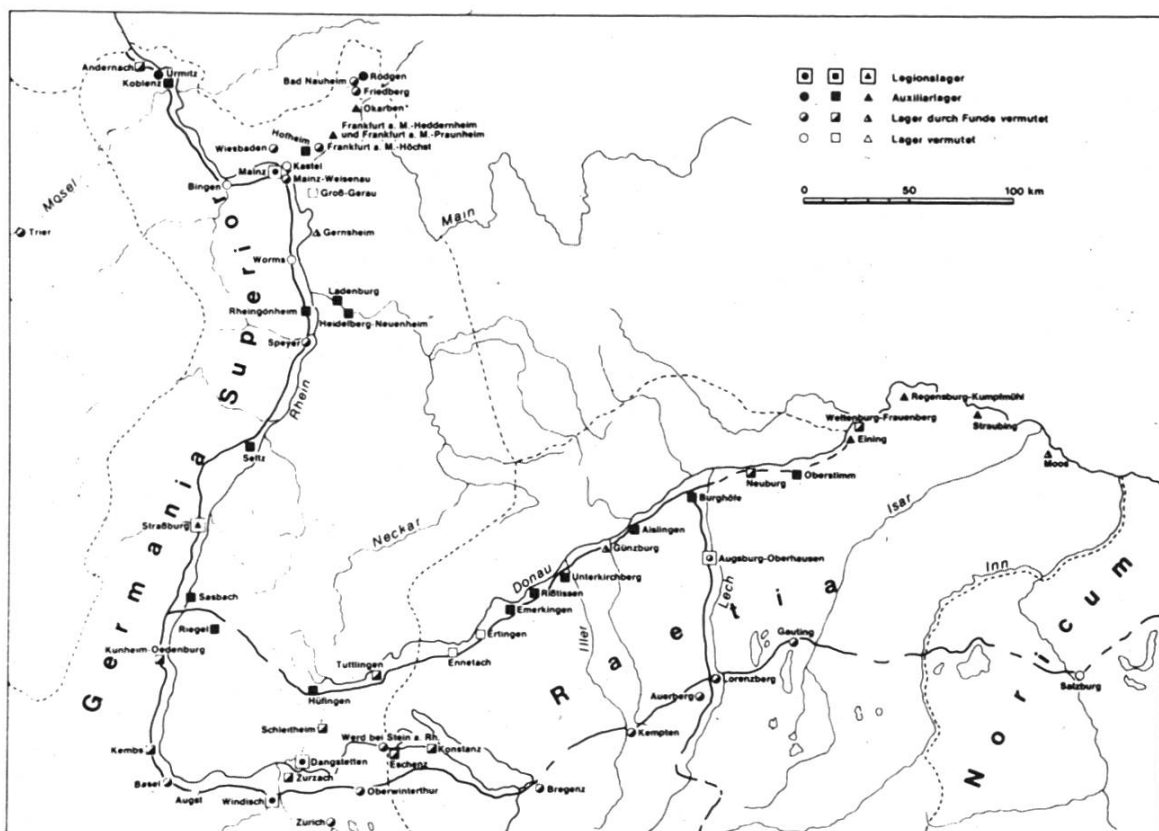 Andernach
Urmitz
Koblenz
Bad Nauheim
Rödgen
Friedberg
Okarben*
Frankfurt a. M.-Heddernheim
und Frankfurt a. M.-Praunheim
Frankfurt a. M.-Höchst
Hofheim
Wiesbaden
Kastel
Mainz
Mainz-Weisenau
Bingen
Groß-Gerau
Mosel
Trier
Main
Gernsheim
Worms
Ladenburg
Rheingönheim
Heidelberg-Neuenheim
Speyer
Rhein
Germania Superior
Legionslager
Auxiliarlager
Lager durch Funde vermutet
Lager vermutet
0 50 100 km
Seltz
Straßburg
Neckar
Sasbach
Riegel
Kunheim-Oedenburg
Hüfingen
Tuttlingen
Ennetach
Ertlingen
Emerkingen
Rißtissen
Unterkirchberg
Donau
Günzburg
Aislingen
Burghöfe
Neuburg
Oberstimm
Eining
Weltenburg-Frauenberg
Regensburg-Kumpfmühl
Straubing
Moos
Isar
Augsburg-Oberhausen
Lech
Iller
Raetia
Inn
Noricum
Gauting
Lorenzberg
Auerberg
Kempten
Salzburg
Schleitheim
Werd bei Stein a. Rh.
Konstanz
Eschenz
Kembs
Dangstetten
Zurzach
Basel
Augst
Windisch
Oberwinterthur
Bregenz
Zürich